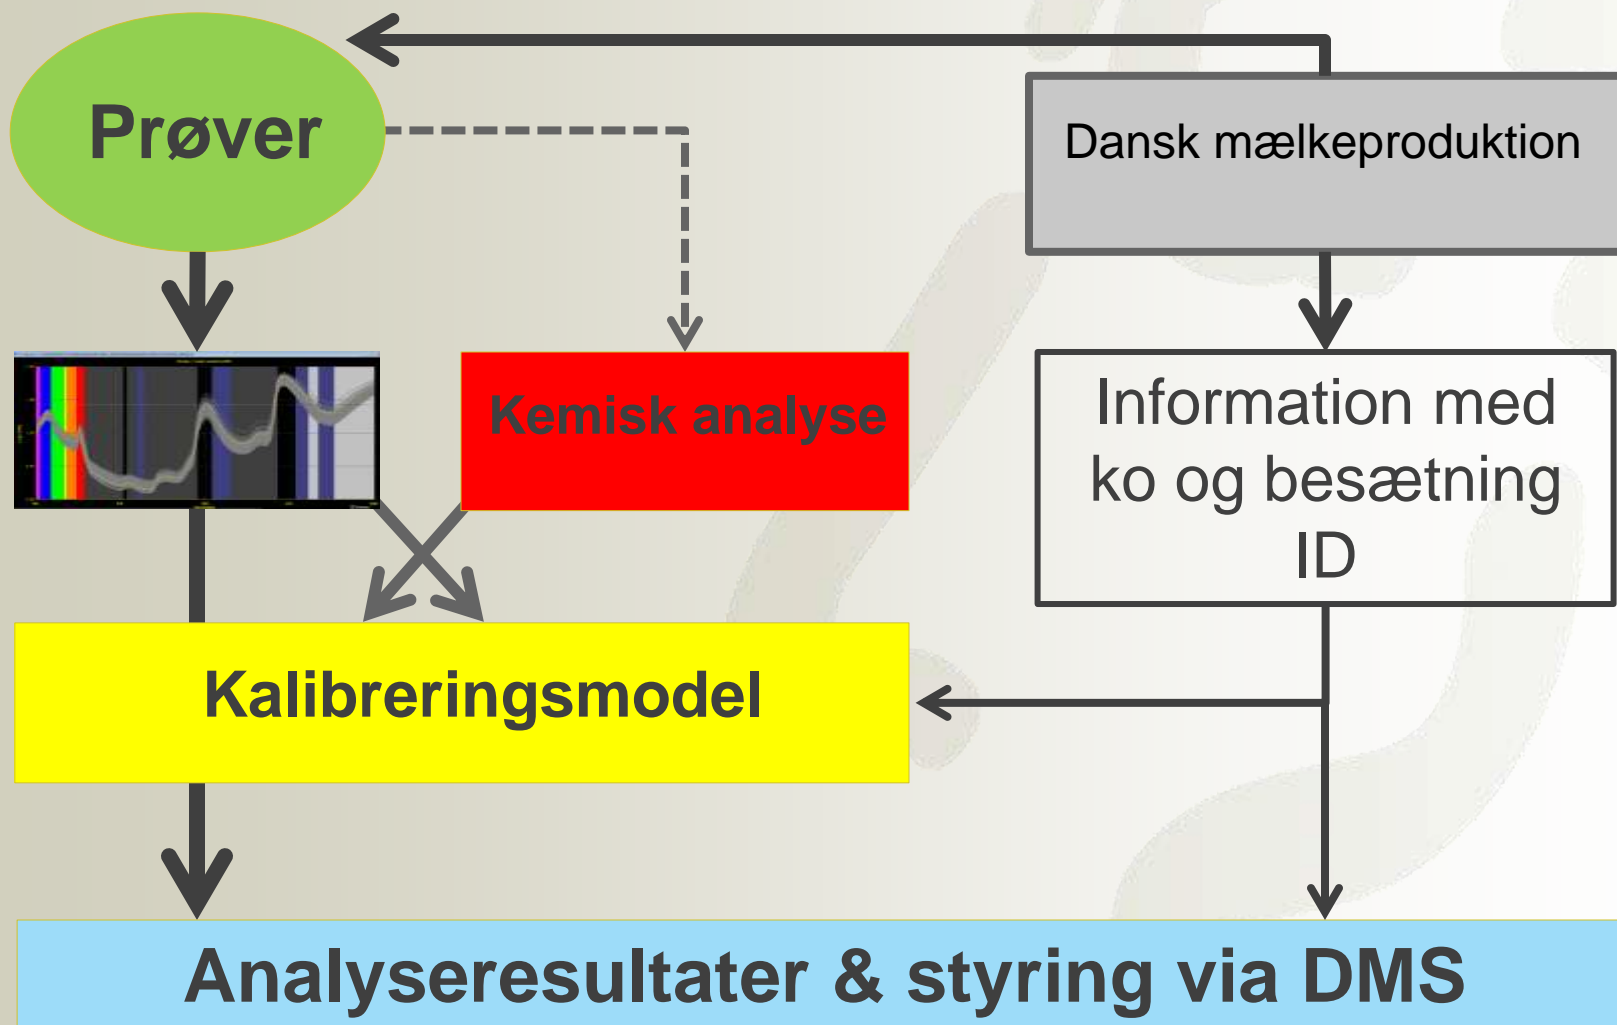 Prøver
Dansk mælkeproduktion
Kemisk analyse
Information med
ko og besætning
ID
Kalibreringsmodel
Analyseresultater & styring via DMS